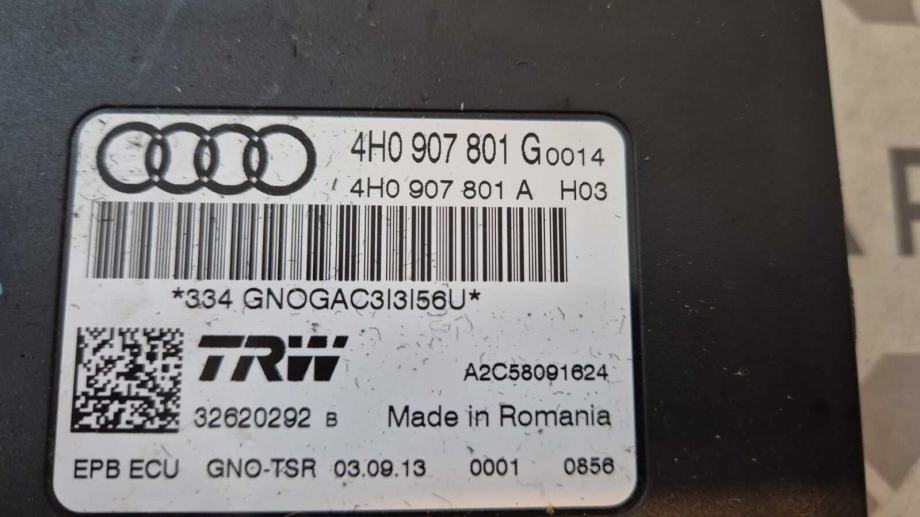 4H0 907 801 G 0014
4H0 907 801 A H03
*334 GNOGAC3I3I56U*
TRW
A2C58091624
32620292 B Made in Romania
EPB ECU GNO-TSR 03.09.13 0001 0856